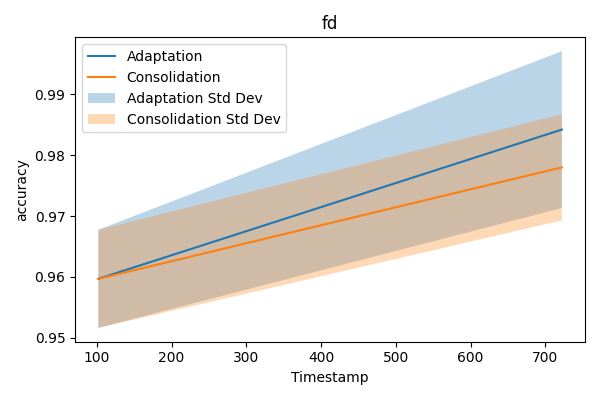 fd
Adaptation
Consolidation
Adaptation Std Dev
Consolidation Std Dev
accuracy
0.99
0.98
0.97
0.96
0.95
100 200 300 400 500 600 700
Timestamp